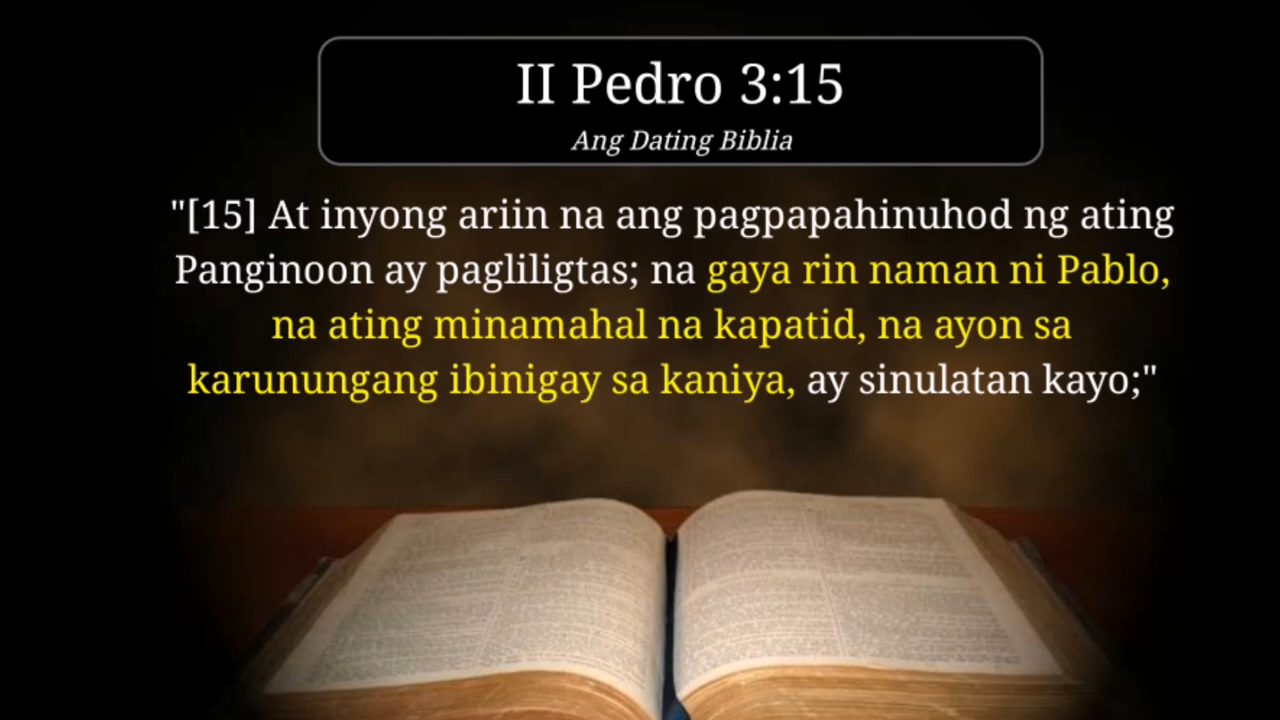 II Pedro 3:15
Ang Dating Biblia
"[15] At inyong ariin na ang pagpapahinuhod ng ating
Panginoon ay pagliligtas; na gaya rin naman ni Pablo,
na ating minamahal na kapatid, na ayon sa
karunungang ibinigay sa kaniya, ay sinulatan kayo;"